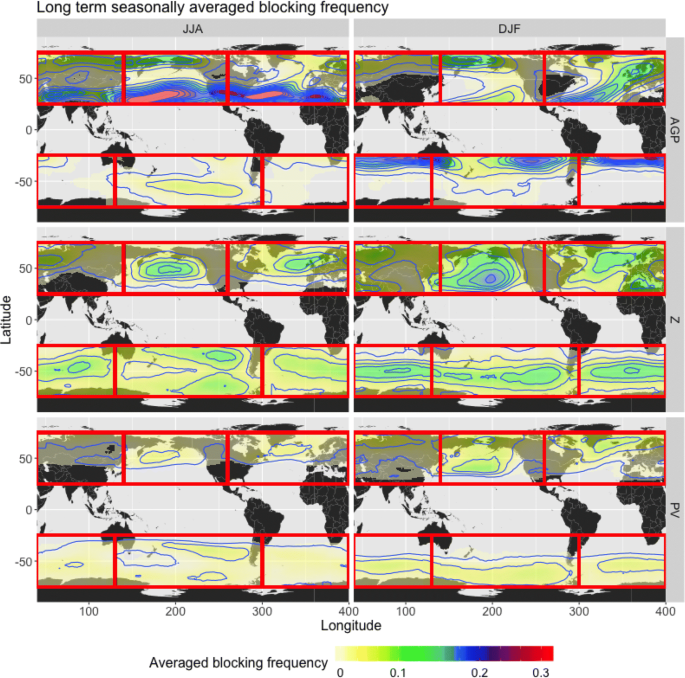 Long term seasonally averaged blocking frequency
JJA DJF
50
0
-50
AGP
50
0
-50
Z
Latitude
50
0
-50
PV
100 200 300 400 100 200 300 400
Longitude
Averaged blocking frequency
0 0.1 0.2 0.3